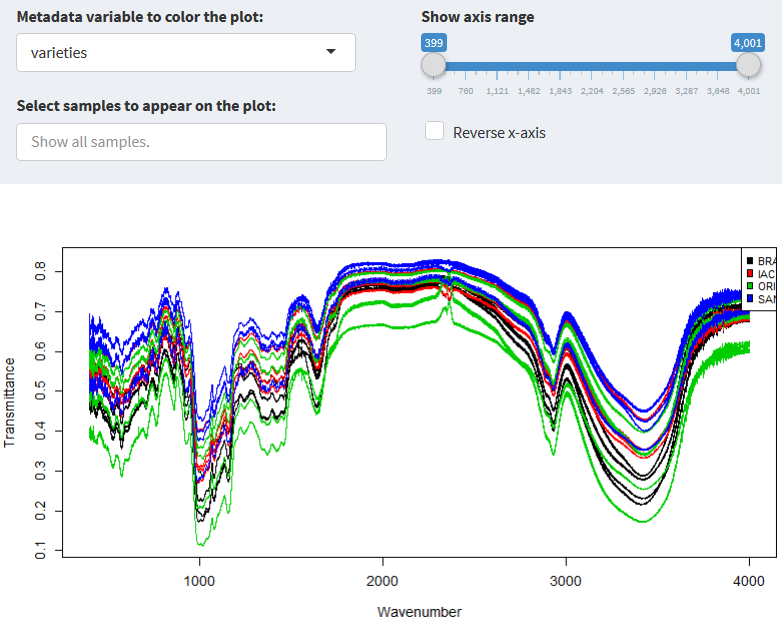 Metadata variable to color the plot:
varieties
Select samples to appear on the plot:
Show all samples.
Show axis range
399
4,001
399 760 1,121 1,482 1,843 2,204 2,565 2,926 3,287 3,648 4,001
Reverse x-axis
0.8
0.7
0.6
0.5
0.4
0.3
0.2
0.1
Transmittance
BRA
IAC
ORI
SAN
1000 2000 3000 4000
Wavenumber